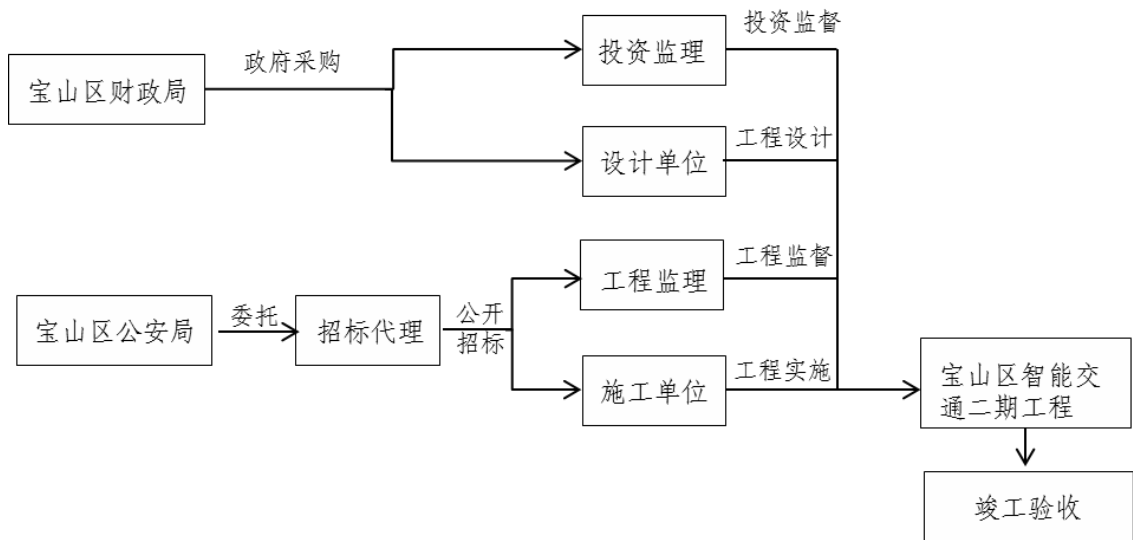 投资监督
政府采购
投资监理
宝山区财政局
工程设计
设计单位
工程监督
工程监理
委托
公开
宝山区公安局
招标代理
招标
工程实施
施工单位
宝山区智能交
通二期工程
竣工验收